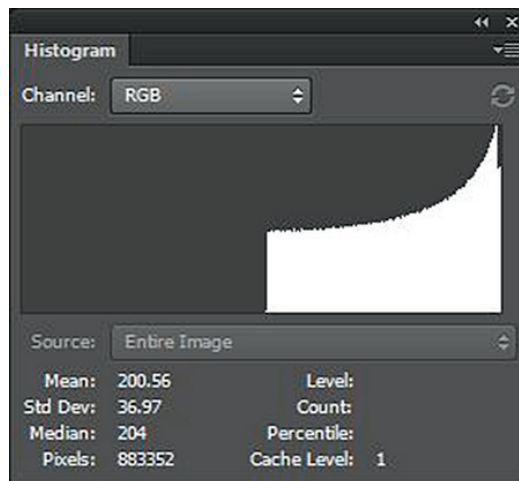 Histogram
Channel: RGB
Source: Entire Image
Mean: 200.56 Level:
Std Dev: 36.97 Count:
Median: 204 Percentile:
Pixels: 883352 Cache Level: 1